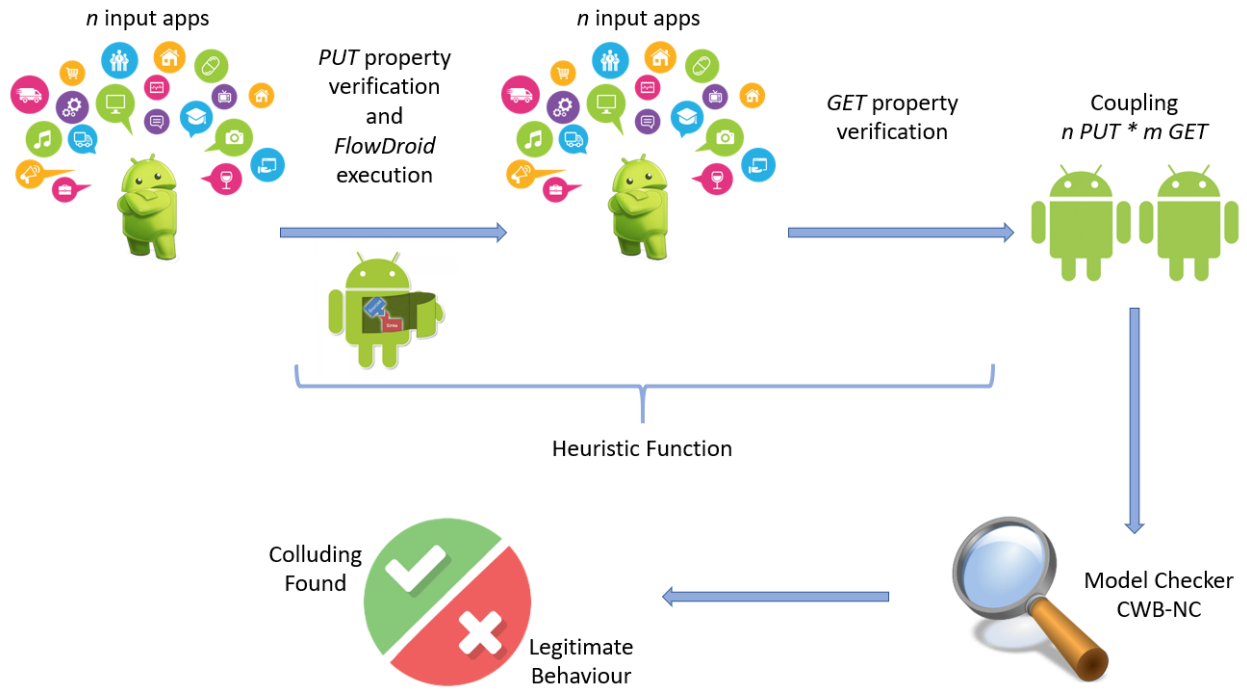 n input apps
PUT property
verification
and
FlowDroid
execution
n input apps
GET property
verification
Coupling
n PUT * m GET
Heuristic Function
Colluding
Found
Legitimate
Behaviour
Model Checker
CWB-NC